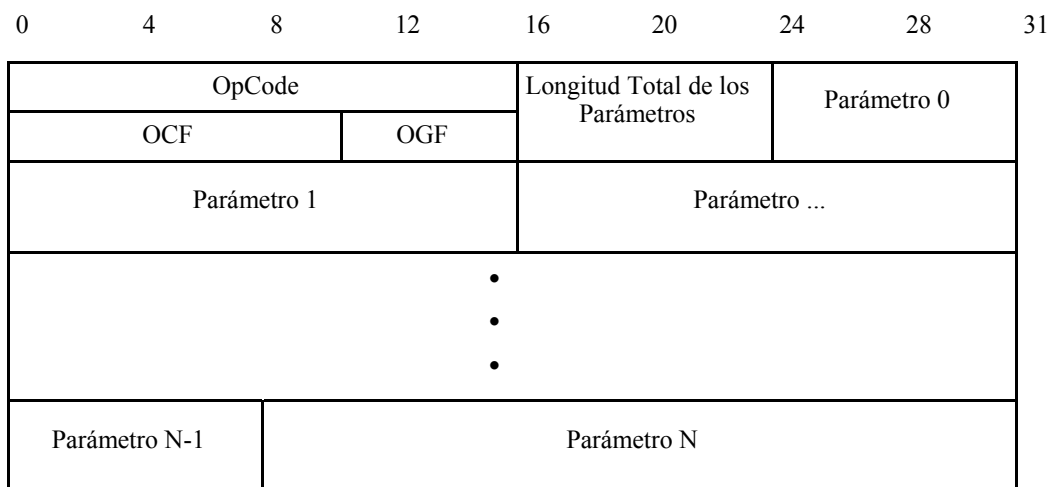 0 4 8 12 16 20 24 28 31
OpCode
Longitud Total de los
Parámetros
Parámetro 0
OCF
OGF
Parámetro 1
Parámetro ...
Parámetro N-1
Parámetro N